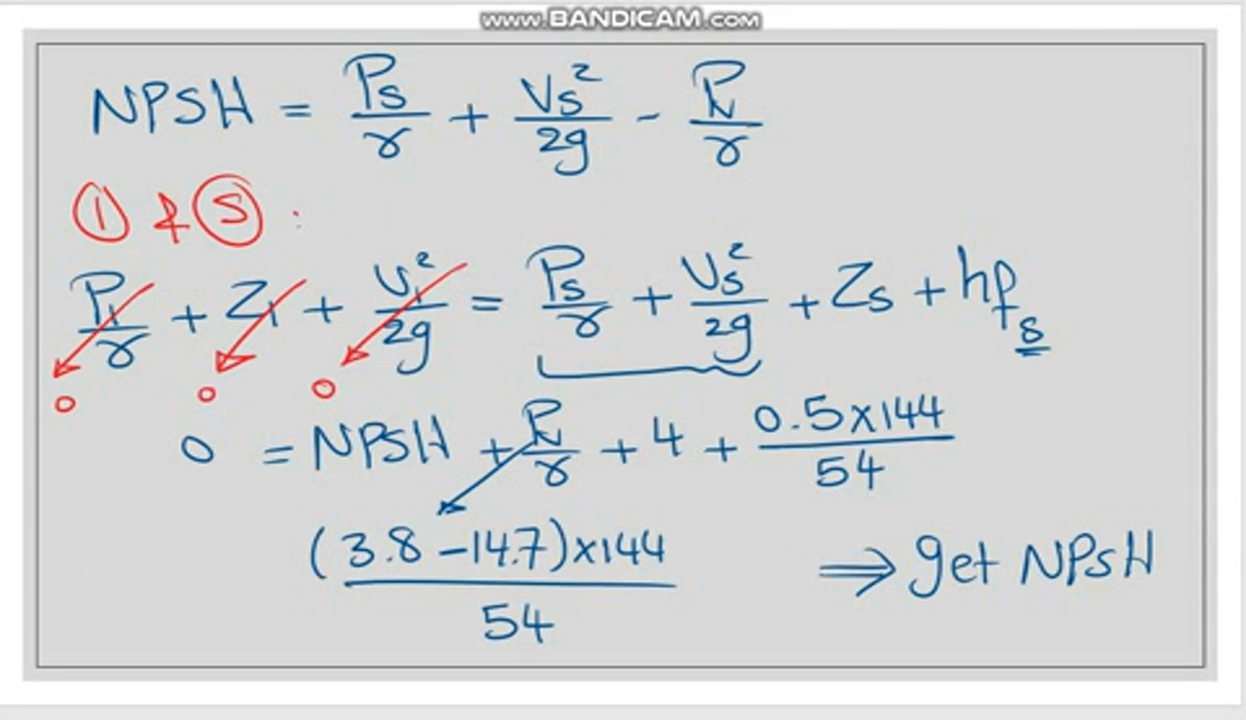 www.BANDICAM.com
NPSH = Ps/γ + Vs²/2g - Pv/γ
① & Ⓢ :
P1/γ + Z1 + V1²/2g = Ps/γ + Vs²/2g + Zs + hfs
0 0 0
0 = NPSH + Pv/γ + 4 + 0.5x144/54
(3.8 - 14.7)x144/54 ⟹ get NPSH